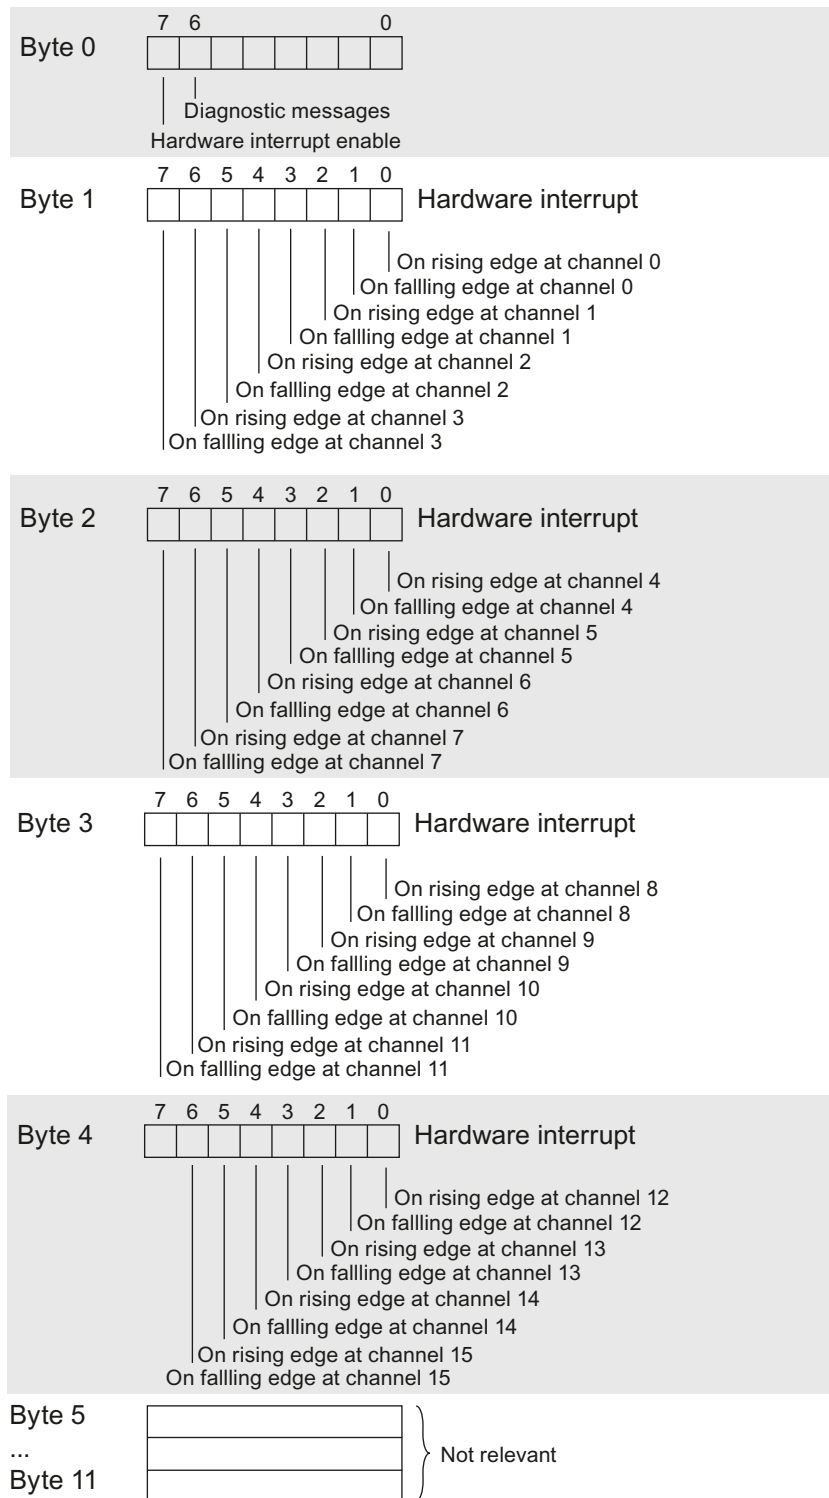 7 6 0
Byte 0
Diagnostic messages
Hardware interrupt enable
7 6 5 4 3 2 1 0
Byte 1 Hardware interrupt
On rising edge at channel 0
On fallling edge at channel 0
On rising edge at channel 1
On fallling edge at channel 1
On rising edge at channel 2
On fallling edge at channel 2
On rising edge at channel 3
On fallling edge at channel 3
7 6 5 4 3 2 1 0
Byte 2 Hardware interrupt
On rising edge at channel 4
On fallling edge at channel 4
On rising edge at channel 5
On fallling edge at channel 5
On rising edge at channel 6
On fallling edge at channel 6
On rising edge at channel 7
On fallling edge at channel 7
7 6 5 4 3 2 1 0
Byte 3 Hardware interrupt
On rising edge at channel 8
On fallling edge at channel 8
On rising edge at channel 9
On fallling edge at channel 9
On rising edge at channel 10
On fallling edge at channel 10
On rising edge at channel 11
On fallling edge at channel 11
7 6 5 4 3 2 1 0
Byte 4 Hardware interrupt
On rising edge at channel 12
On fallling edge at channel 12
On rising edge at channel 13
On fallling edge at channel 13
On rising edge at channel 14
On fallling edge at channel 14
On rising edge at channel 15
On fallling edge at channel 15
Byte 5
... Not relevant
Byte 11